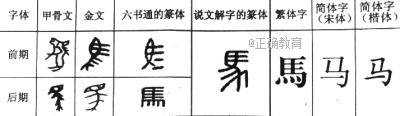 字体 甲骨文 金文 六书通的篆体 说文解字的篆体 繁体字 简体字（宋体） 简体字（楷体）
前期 馬 马 马
后期
@正确教育